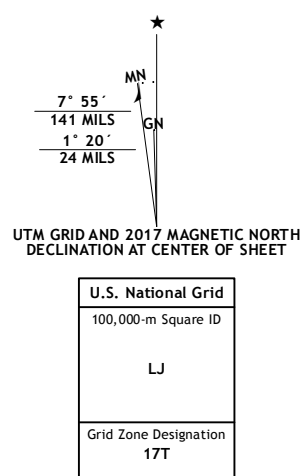 ★
MN
GN
7° 55´
141 MILS
1° 20´
24 MILS
UTM GRID AND 2017 MAGNETIC NORTH
DECLINATION AT CENTER OF SHEET
U.S. National Grid
100,000-m Square ID
LJ
Grid Zone Designation
17T